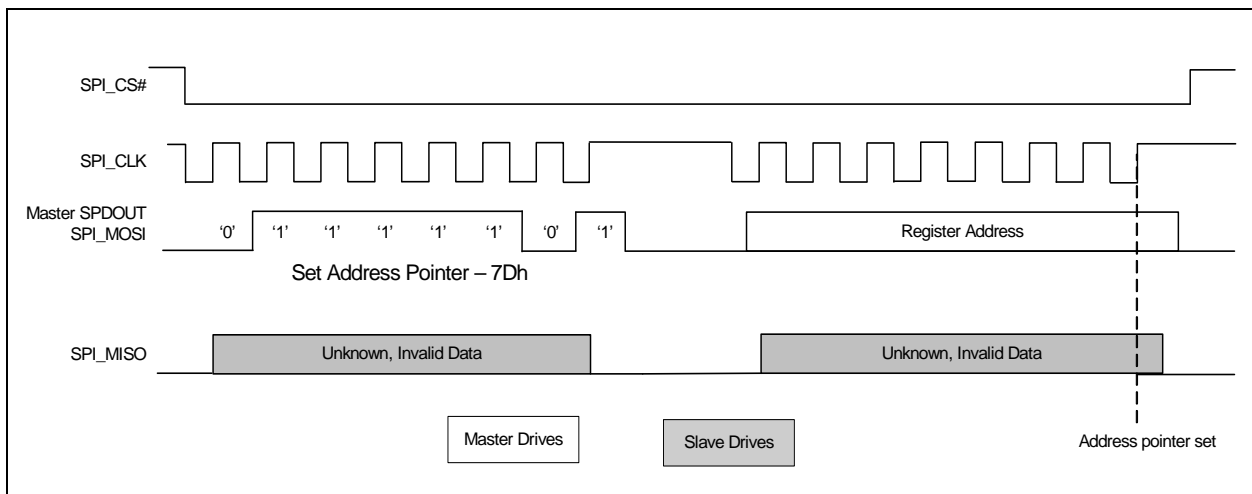 SPI_CS#
SPI_CLK
Master SPDOUT
SPI_MOSI
‘0’ ‘1’ ‘1’ ‘1’ ‘1’ ‘1’ ‘0’ ‘1’ Register Address
Set Address Pointer – 7Dh
SPI_MISO
Unknown, Invalid Data Unknown, Invalid Data
Master Drives Slave Drives
Address pointer set